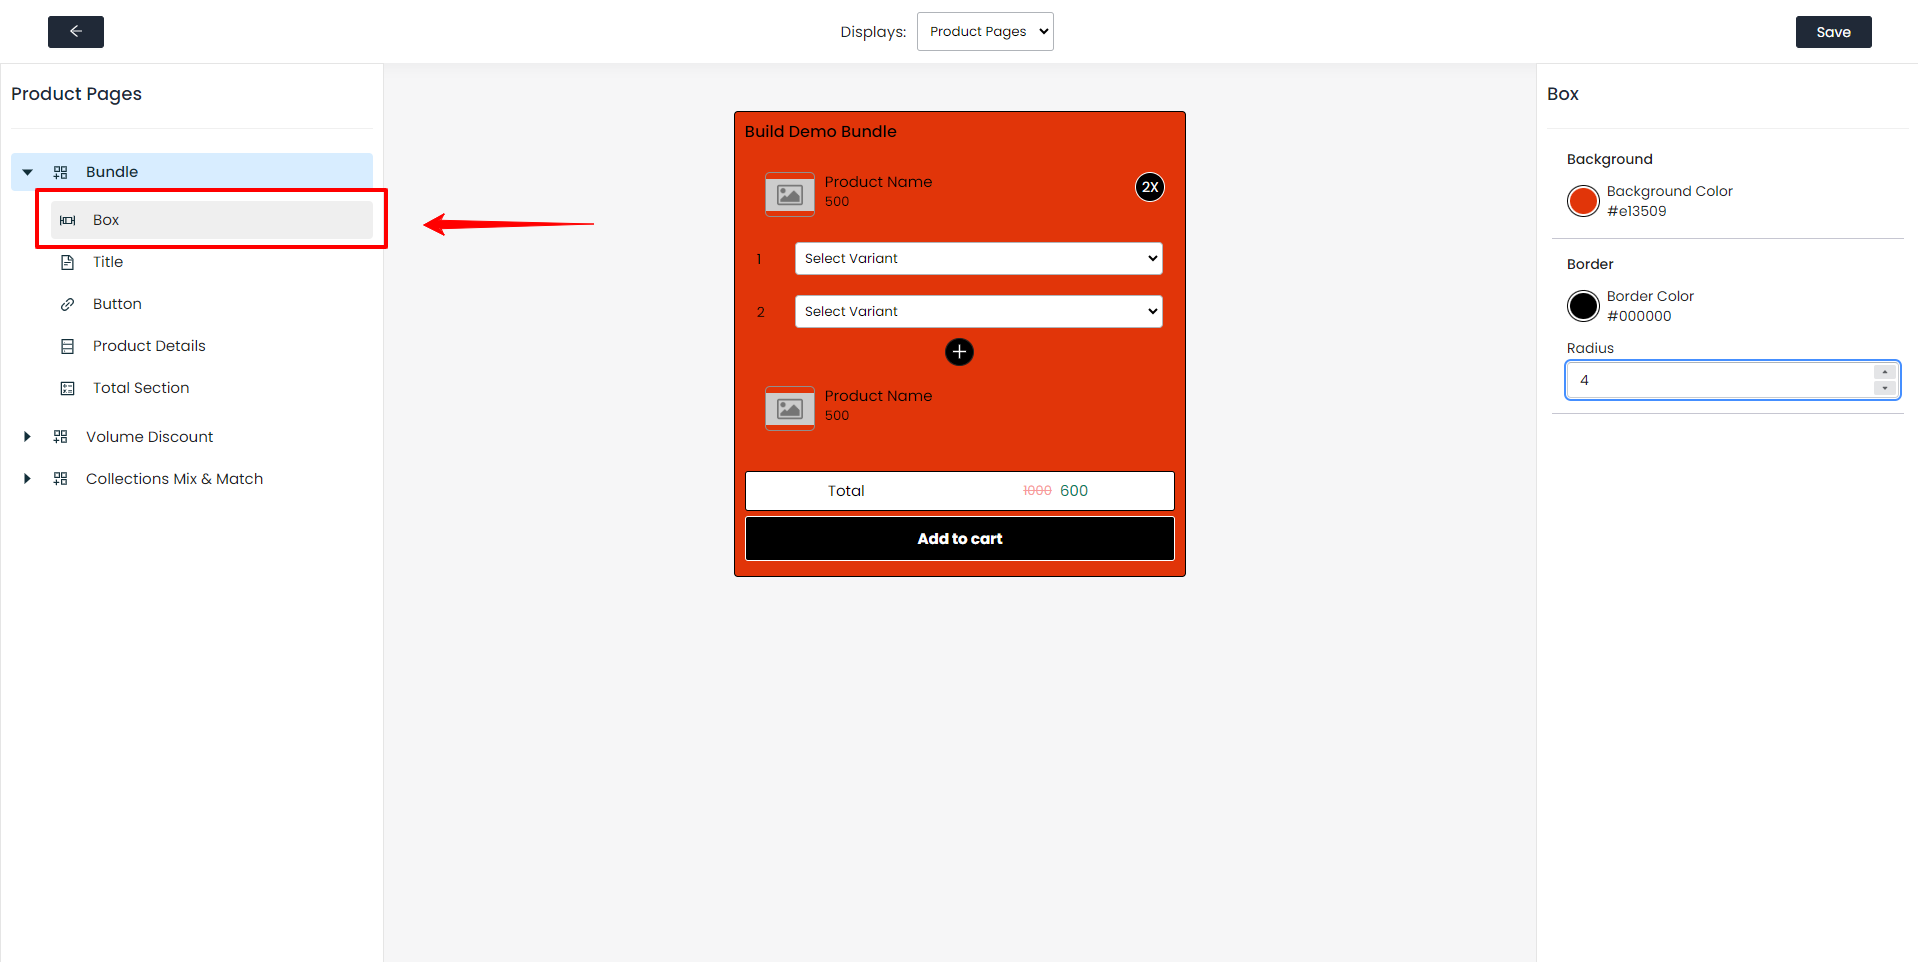 Displays:
Product Pages
Save
Product Pages
Bundle
Box
Title
Button
Product Details
Total Section
Volume Discount
Collections Mix & Match
Build Demo Bundle
Product Name
500
2X
1
Select Variant
2
Select Variant
Product Name
500
Total 1000 600
Add to cart
Box
Background
Background Color
#e13509
Border
Border Color
#000000
Radius
4